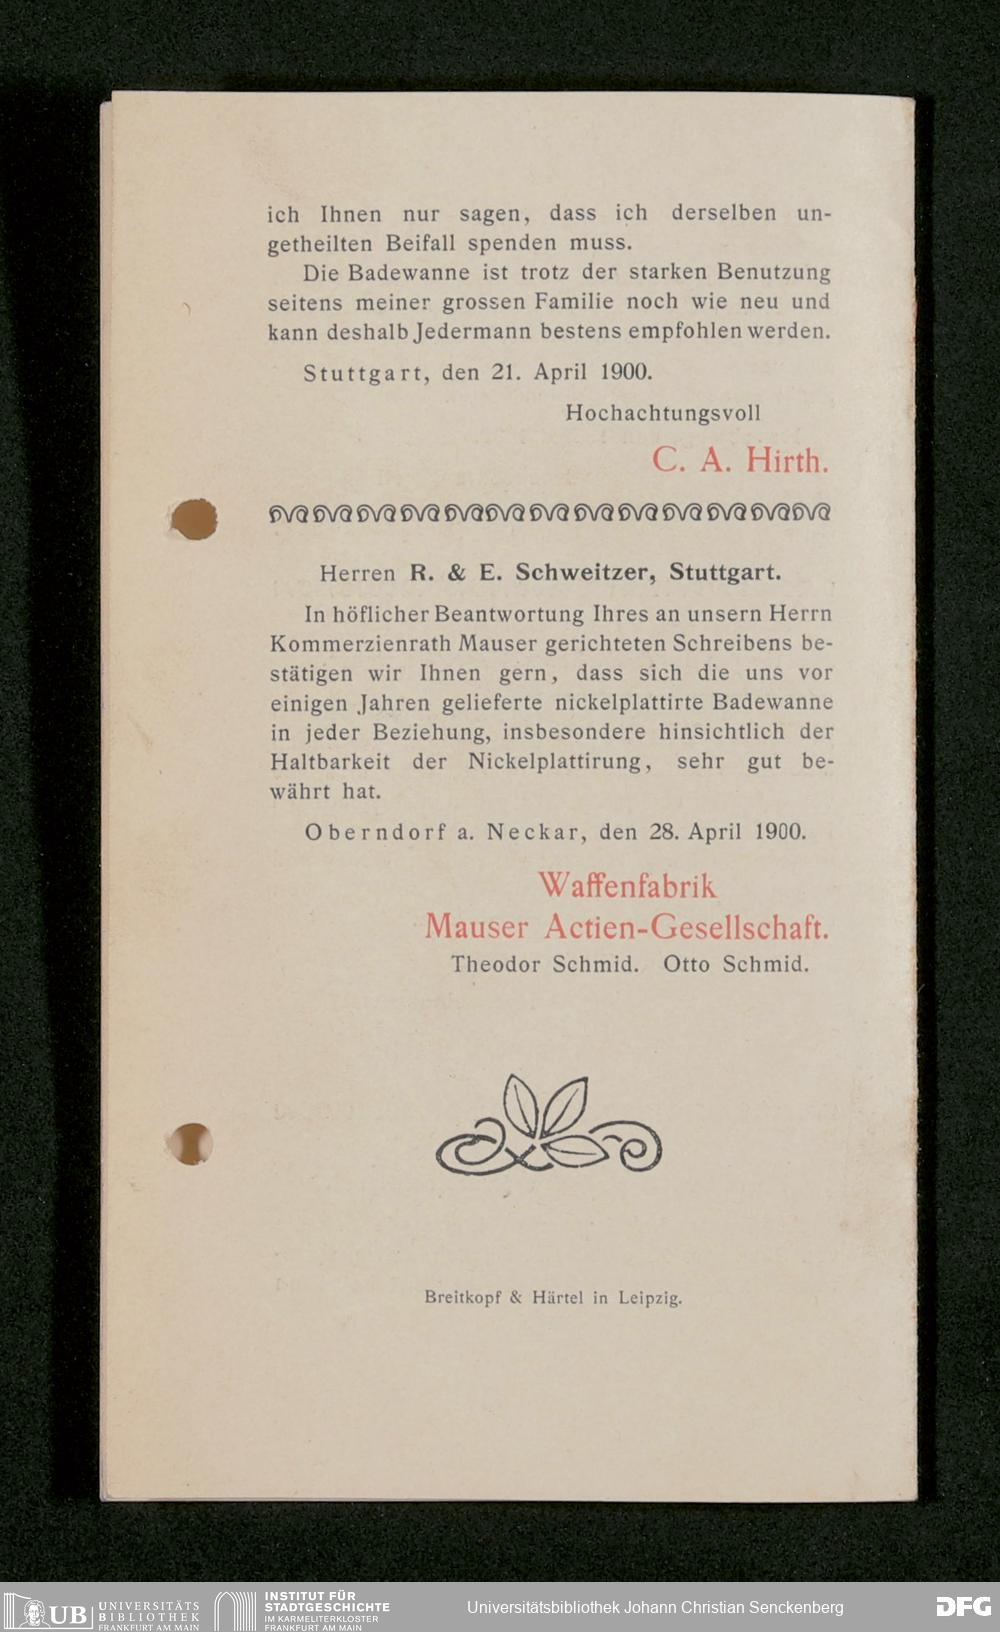 ich Ihnen nur sagen, dass ich derselben un-
getheilten Beifall spenden muss.
Die Badewanne ist trotz der starken Benutzung
seitens meiner grossen Familie noch wie neu und
kann deshalb Jedermann bestens empfohlen werden.
Stuttgart, den 21. April 1900.
Hochachtungsvoll
C. A. Hirth.
Herren R. & E. Schweitzer, Stuttgart.
In höflicher Beantwortung Ihres an unsern Herrn
Kommerzienrath Mauser gerichteten Schreibens be-
stätigen wir Ihnen gern, dass sich die uns vor
einigen Jahren gelieferte nickelplattirte Badewanne
in jeder Beziehung, insbesondere hinsichtlich der
Haltbarkeit der Nickelplattirung, sehr gut be-
währt hat.
Oberndorf a. Neckar, den 28. April 1900.
Waffenfabrik
Mauser Actien-Gesellschaft.
Theodor Schmid. Otto Schmid.
Breitkopf & Härtel in Leipzig.
UB UNIVERSITÄTS
BIBLIOTHEK
FRANKFURT AM MAIN
INSTITUT FÜR
STADTGESCHICHTE
IM KARMELITERKLOSTER
FRANKFURT AM MAIN
Universitätsbibliothek Johann Christian Senckenberg
DFG